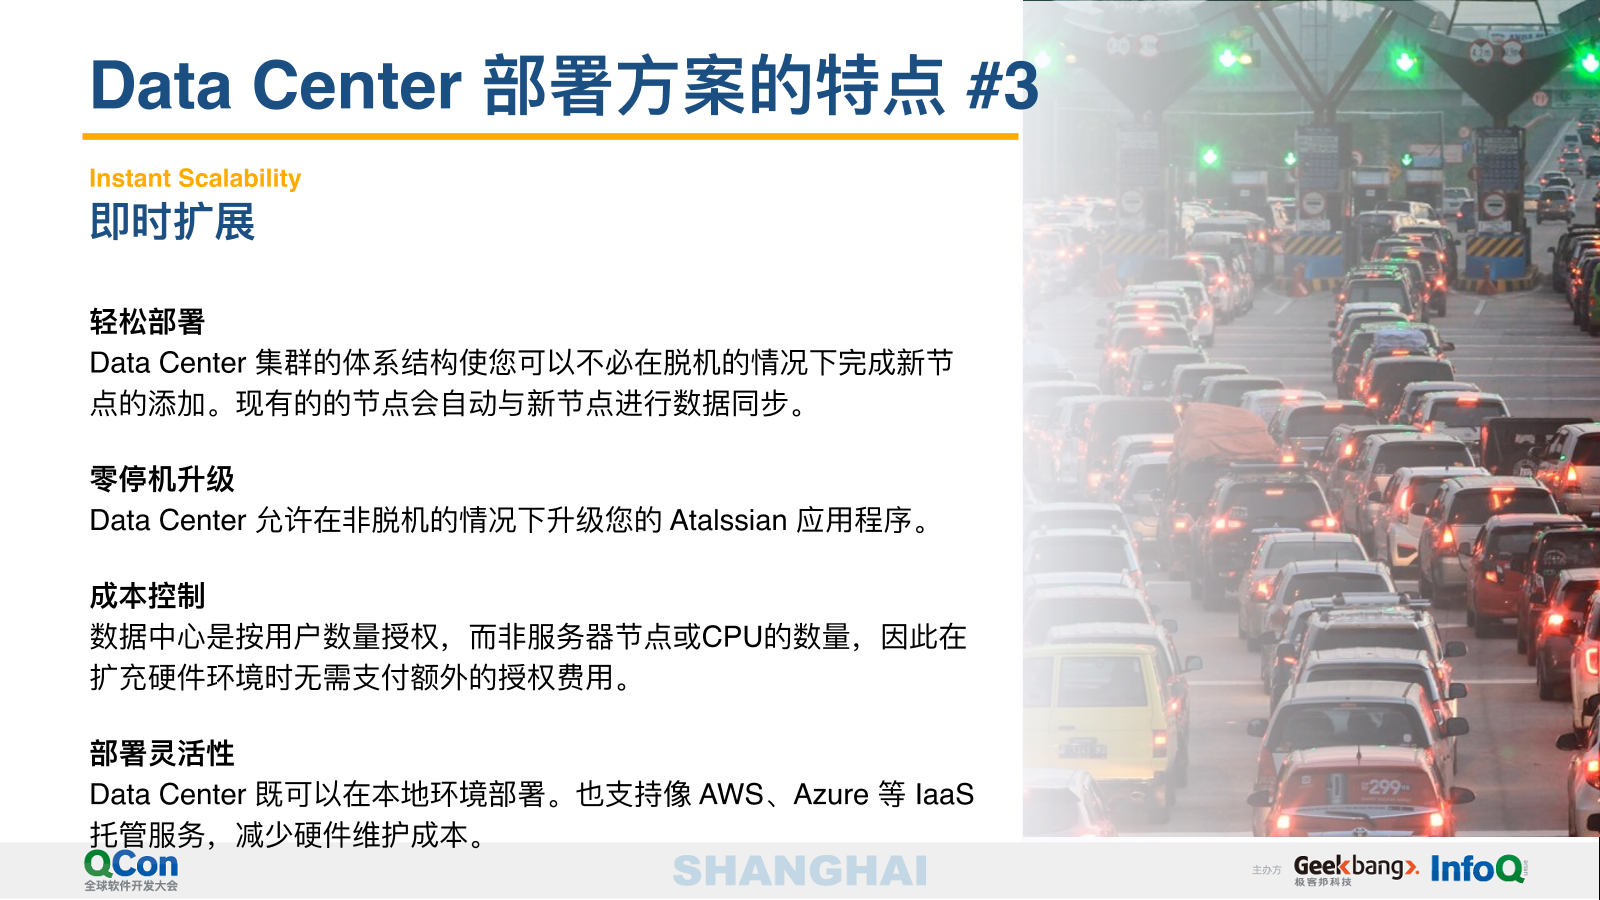 Data Center 部署方案的特点 #3
Instant Scalability
即时扩展
轻松部署
Data Center 集群的体系结构使您可以不必在脱机的情况下完成新节
点的添加。现有的的节点会自动与新节点进行数据同步。
零停机升级
Data Center 允许在非脱机的情况下升级您的 Atalssian 应用程序。
成本控制
数据中心是按用户数量授权，而非服务器节点或CPU的数量，因此在
扩充硬件环境时无需支付额外的授权费用。
部署灵活性
Data Center 既可以在本地环境部署。也支持像 AWS、Azure 等 IaaS
托管服务，减少硬件维护成本。
299
QCon
全球软件开发大会
SHANGHAI
主办方
Geekbang
极客邦科技
InfoQ